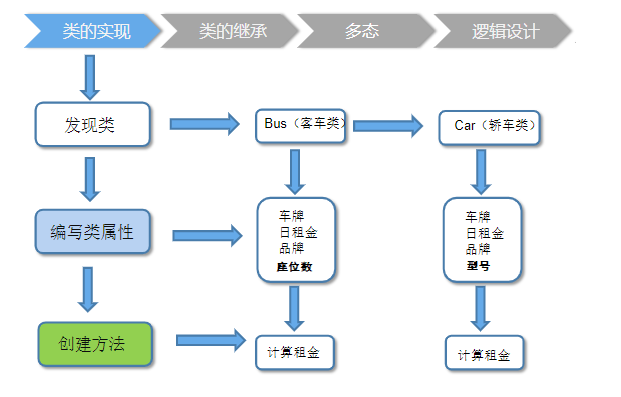 类的实现
类的继承
多态
逻辑设计
发现类
Bus（客车类）
Car（轿车类）
编写类属性
车牌
日租金
品牌
座位数
车牌
日租金
品牌
型号
创建方法
计算租金
计算租金